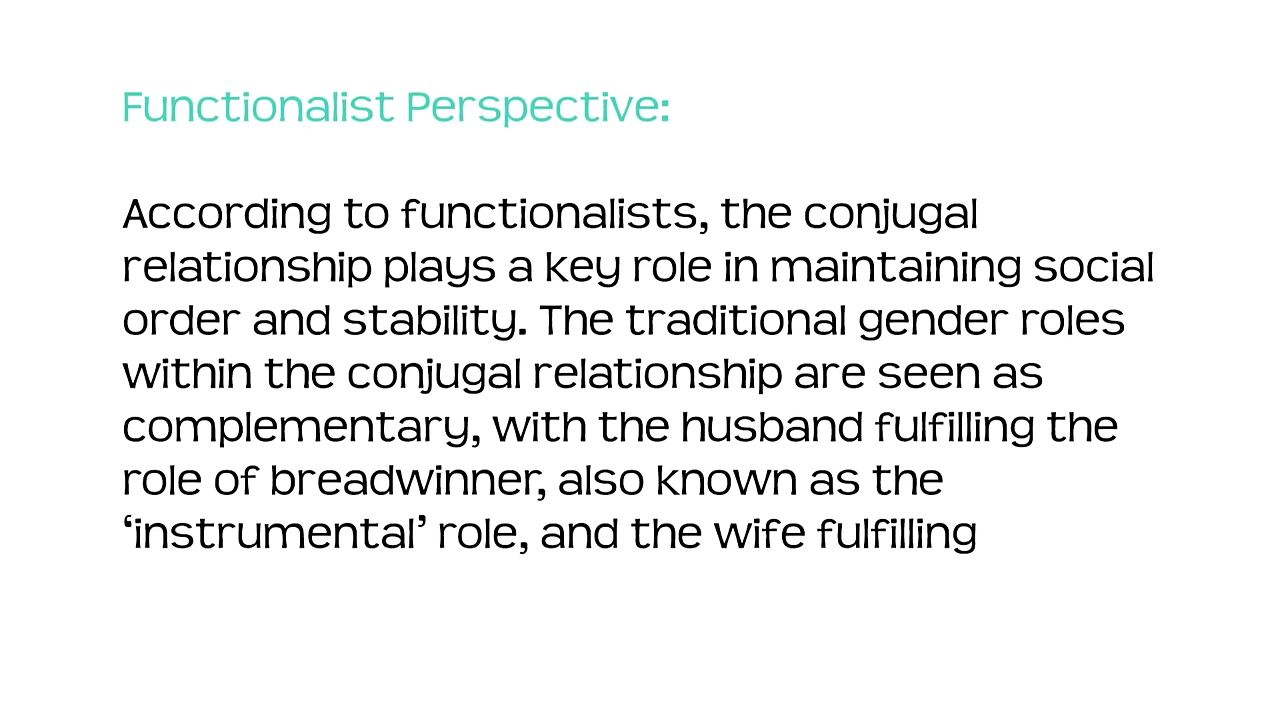 Functionalist Perspective:
According to functionalists, the conjugal
relationship plays a key role in maintaining social
order and stability. The traditional gender roles
within the conjugal relationship are seen as
complementary, with the husband fulfilling the
role of breadwinner, also known as the
‘instrumental’ role, and the wife fulfilling